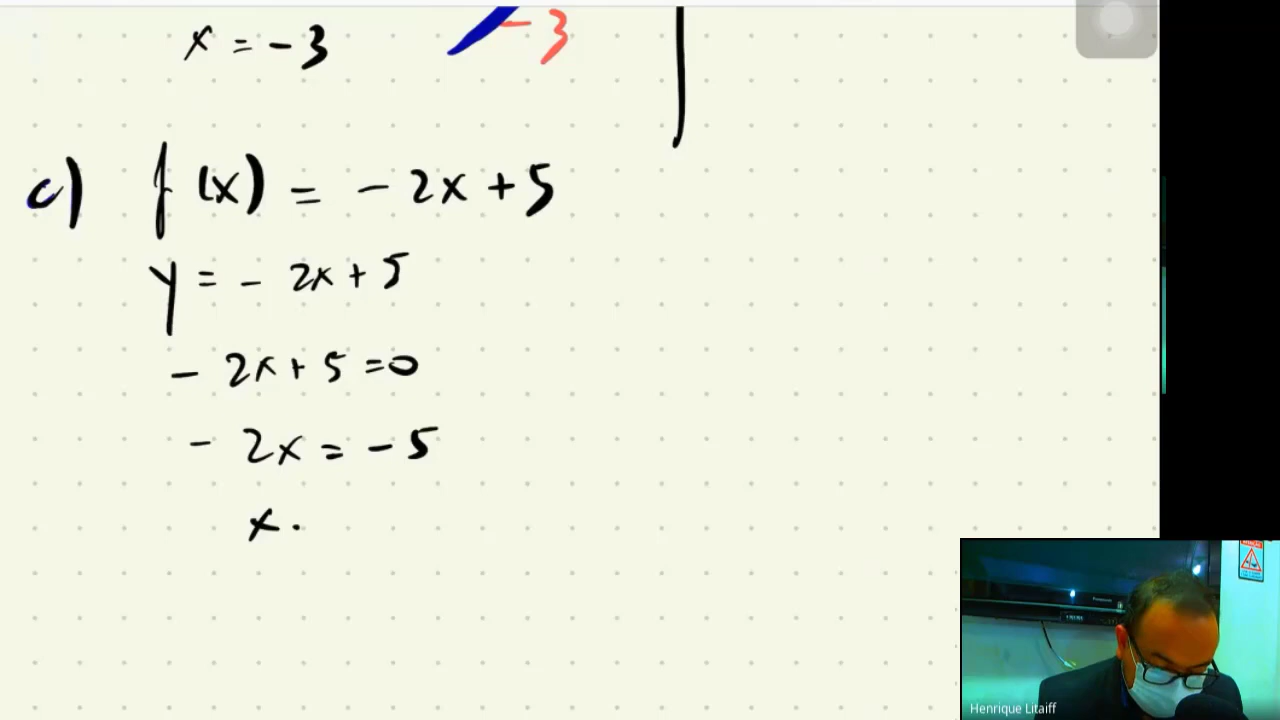 x = -3
-3
c) f(x) = -2x + 5
y = -2x + 5
-2x + 5 = 0
-2x = -5
x
Henrique Litaiff